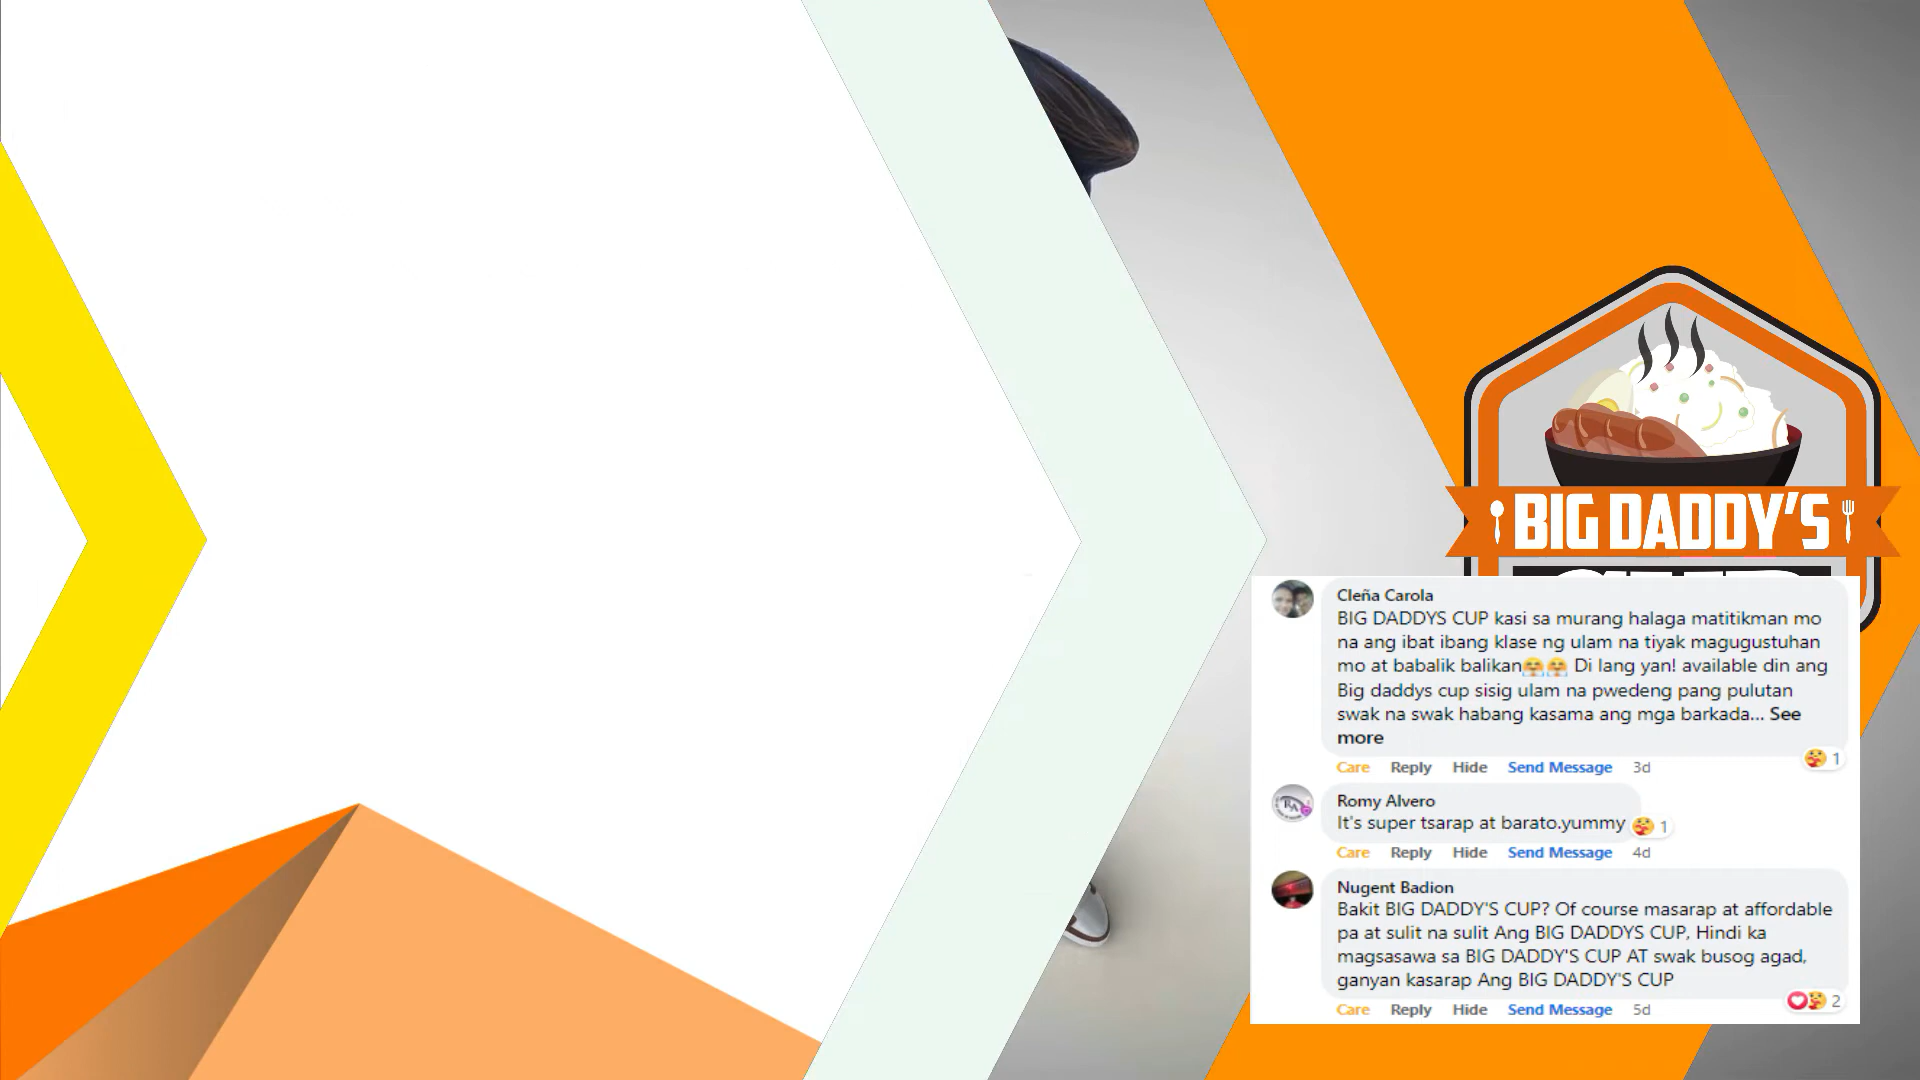 BIG DADDY'S
Cleña Carola
BIG DADDYS CUP kasi sa murang halaga matitikman mo
na ang ibat ibang klase ng ulam na tiyak magugustuhan
mo at babalik balikan🤗🤗 Di lang yan! available din ang
Big daddys cup sisig ulam na pwedeng pang pulutan
swak na swak habang kasama ang mga barkada... See
more
1
Care Reply Hide Send Message 3d
Romy Alvero
It's super tsarap at barato.yummy
1
Care Reply Hide Send Message 4d
Nugent Badion
Bakit BIG DADDY'S CUP? Of course masarap at affordable
pa at sulit na sulit Ang BIG DADDYS CUP, Hindi ka
magsasawa sa BIG DADDY'S CUP AT swak busog agad,
ganyan kasarap Ang BIG DADDY'S CUP
2
Care Reply Hide Send Message 5d